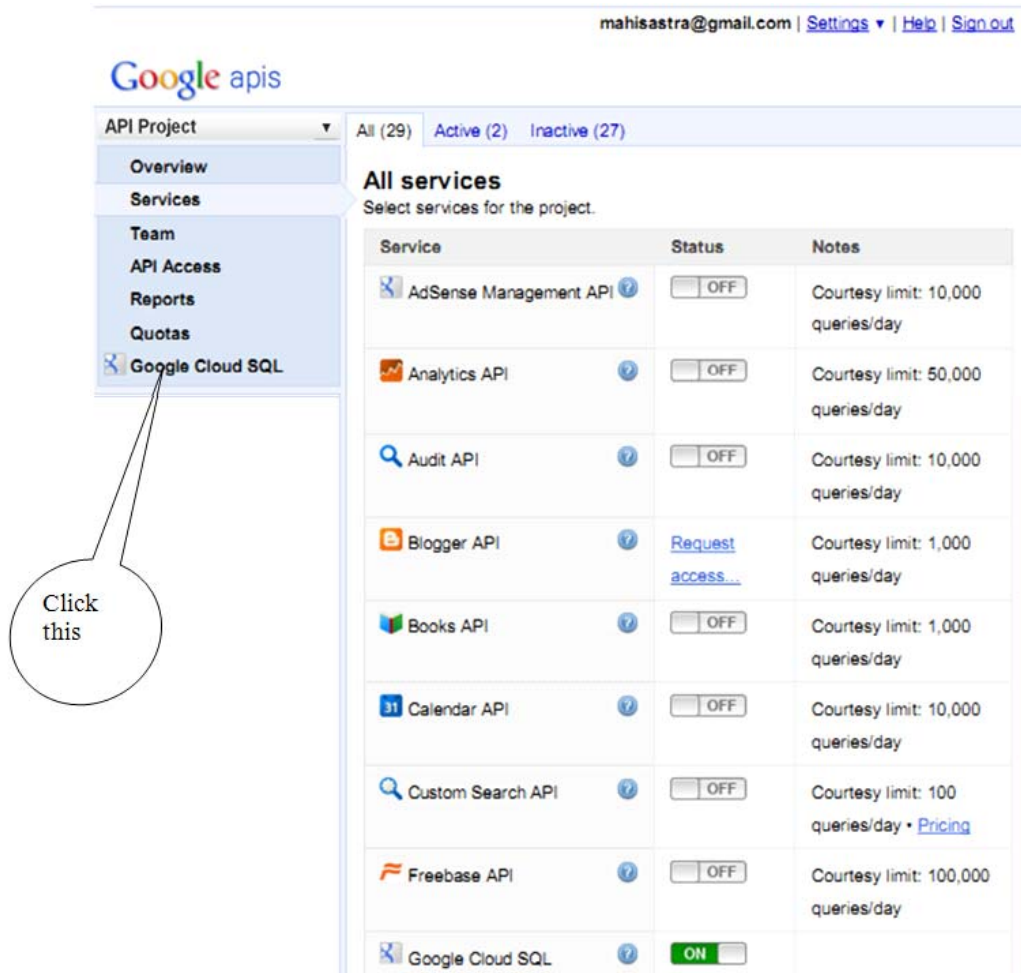 mahisastra@gmail.com | Settings ▼ | Help | Sign out
Google apis
API Project ▼
All (29) Active (2) Inactive (27)
Overview
Services
Team
API Access
Reports
Quotas
Google Cloud SQL
Click
this
All services
Select services for the project.
Service Status Notes
AdSense Management API ? OFF Courtesy limit: 10,000
queries/day
Analytics API ? OFF Courtesy limit: 50,000
queries/day
Audit API ? OFF Courtesy limit: 10,000
queries/day
Blogger API ? Request Courtesy limit: 1,000
access... queries/day
Books API ? OFF Courtesy limit: 1,000
queries/day
31 Calendar API ? OFF Courtesy limit: 10,000
queries/day
Custom Search API ? OFF Courtesy limit: 100
queries/day • Pricing
Freebase API ? OFF Courtesy limit: 100,000
queries/day
Google Cloud SQL ? ON